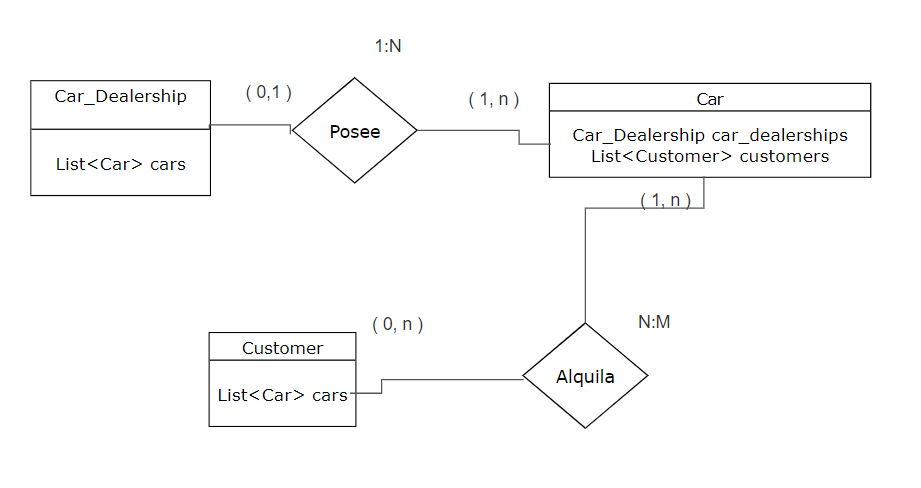 1:N
Car_Dealership
( 0,1 )
( 1, n )
Car
Posee
Car_Dealership car_dealerships
List<Customer> customers
List<Car> cars
( 1, n )
( 0, n )
N:M
Customer
Alquila
List<Car> cars